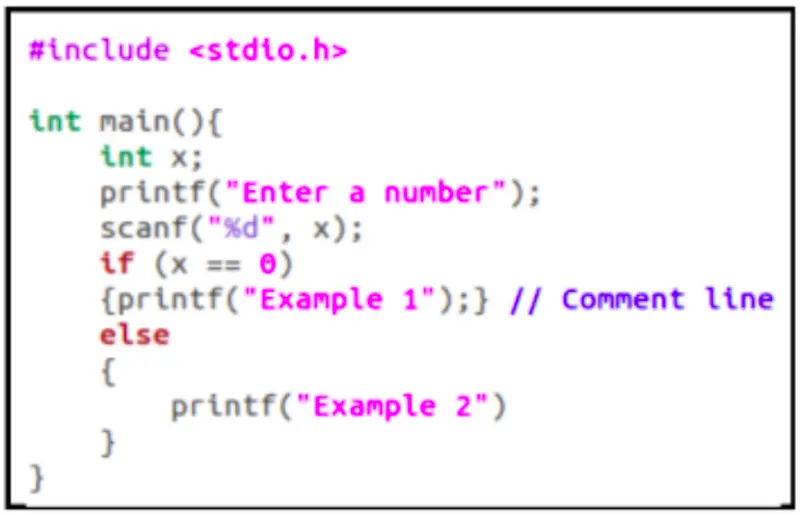 #include <stdio.h>
int main(){
int x;
printf("Enter a number");
scanf("%d", x);
if (x == 0)
{printf("Example 1");} // Comment line
else
{
printf("Example 2")
}
}